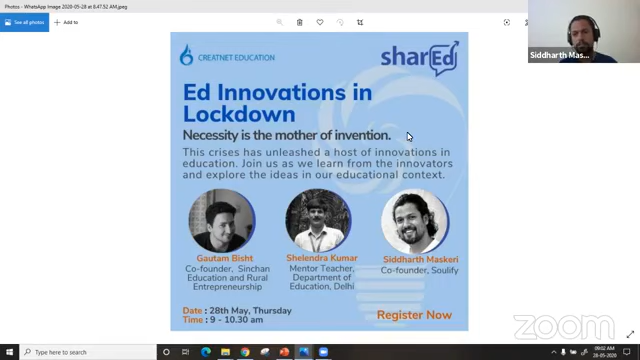 Photos - WhatsApp Image 2020-05-28 at 8.47.52 AM.jpeg
See all photos
Add to
Siddharth Mas...
CREATNET EDUCATION
sharEd
Ed Innovations in
Lockdown
Necessity is the mother of invention.
This crises has unleashed a host of innovations in
education. Join us as we learn from the innovators
and explore the ideas in our educational context.
Gautam Bisht
Co-founder, Sinchan
Education and Rural
Entrepreneurship
Shelendra Kumar
Mentor Teacher,
Department of
Education, Delhi
Siddharth Maskeri
Co-founder, Soulify
Date : 28th May, Thursday
Time : 9 - 10.30 am
Register Now
zoom
Type here to search
ENG
09:02 AM
28-05-2020